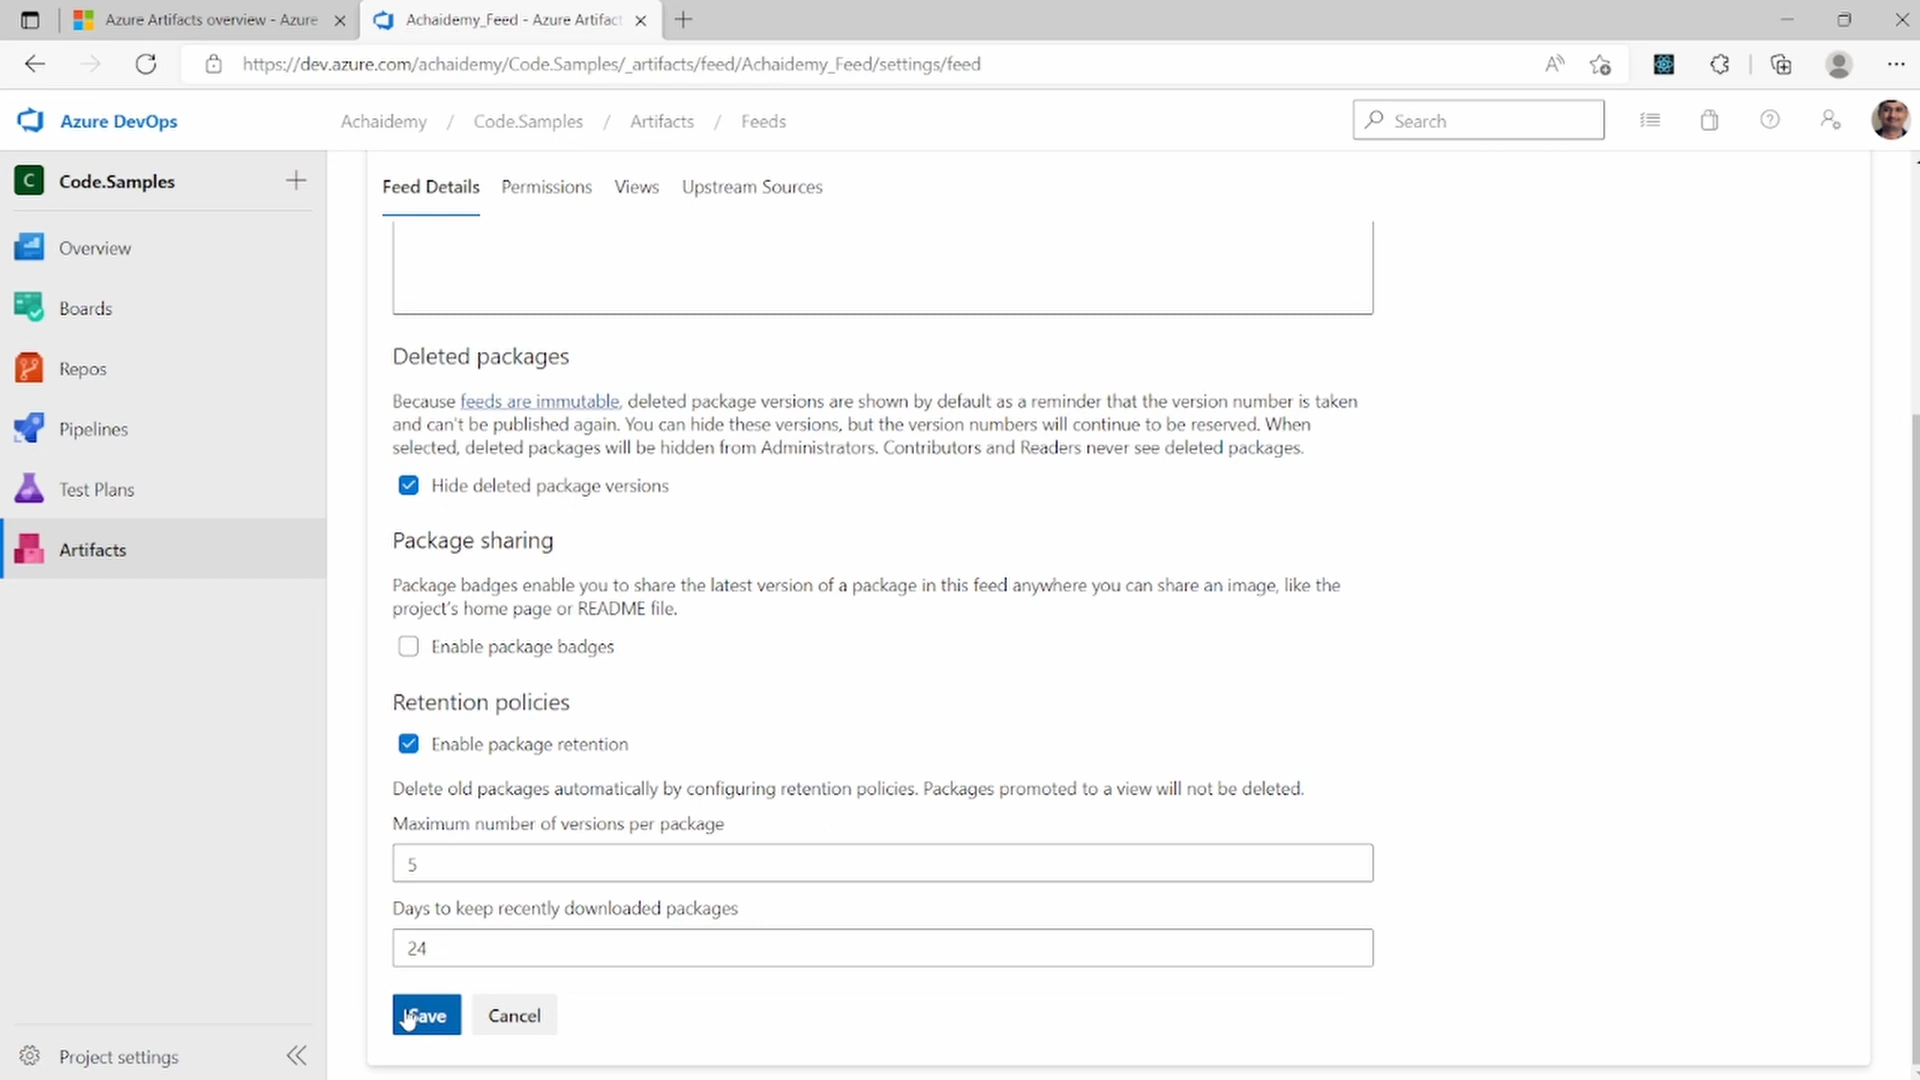 Azure Artifacts overview - Azure
Achaidemy_Feed - Azure Artifact
https://dev.azure.com/achaidemy/Code.Samples/_artifacts/feed/Achaidemy_Feed/settings/feed
Azure DevOps
Achaidemy / Code.Samples / Artifacts / Feeds
Search
C Code.Samples
Overview
Boards
Repos
Pipelines
Test Plans
Artifacts
Project settings
Feed Details Permissions Views Upstream Sources
Deleted packages
Because feeds are immutable, deleted package versions are shown by default as a reminder that the version number is taken
and can't be published again. You can hide these versions, but the version numbers will continue to be reserved. When
selected, deleted packages will be hidden from Administrators. Contributors and Readers never see deleted packages.
Hide deleted package versions
Package sharing
Package badges enable you to share the latest version of a package in this feed anywhere you can share an image, like the
project's home page or README file.
Enable package badges
Retention policies
Enable package retention
Delete old packages automatically by configuring retention policies. Packages promoted to a view will not be deleted.
Maximum number of versions per package
5
Days to keep recently downloaded packages
24
Save Cancel